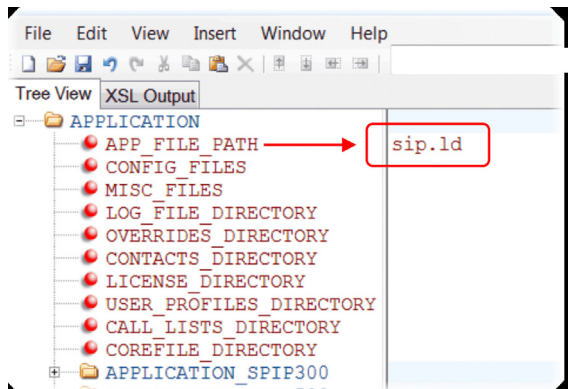 File Edit View Insert Window Help
Tree View XSL Output
APPLICATION
APP_FILE_PATH sip.ld
CONFIG_FILES
MISC_FILES
LOG_FILE_DIRECTORY
OVERRIDES_DIRECTORY
CONTACTS_DIRECTORY
LICENSE_DIRECTORY
USER_PROFILES_DIRECTORY
CALL_LISTS_DIRECTORY
COREFILE_DIRECTORY
APPLICATION_SPIP300